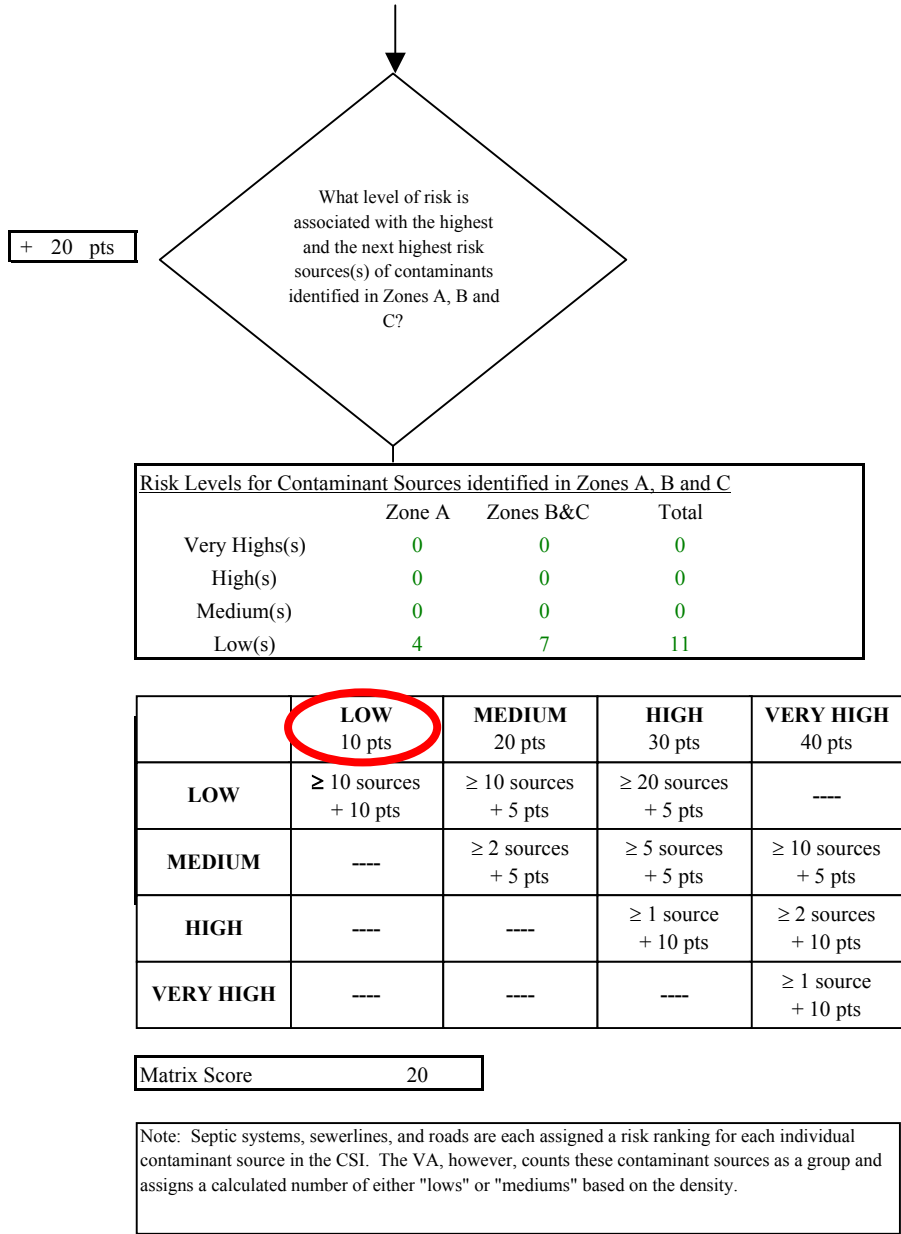 What level of risk is
associated with the highest
and the next highest risk
sources(s) of contaminants
identified in Zones A, B and
C?
+ 20 pts
Risk Levels for Contaminant Sources identified in Zones A, B and C
Zone A Zones B&C Total
Very Highs(s) 0 0 0
High(s) 0 0 0
Medium(s) 0 0 0
Low(s) 4 7 11
LOW MEDIUM HIGH VERY HIGH
10 pts 20 pts 30 pts 40 pts
LOW ≥ 10 sources ≥ 10 sources ≥ 20 sources ----
+ 10 pts + 5 pts + 5 pts
MEDIUM ---- ≥ 2 sources ≥ 5 sources ≥ 10 sources
+ 5 pts + 5 pts + 5 pts
HIGH ---- ---- ≥ 1 source ≥ 2 sources
+ 10 pts + 10 pts
VERY HIGH ---- ---- ---- ≥ 1 source
+ 10 pts
Matrix Score 20
Note: Septic systems, sewerlines, and roads are each assigned a risk ranking for each individual
contaminant source in the CSI. The VA, however, counts these contaminant sources as a group and
assigns a calculated number of either "lows" or "mediums" based on the density.